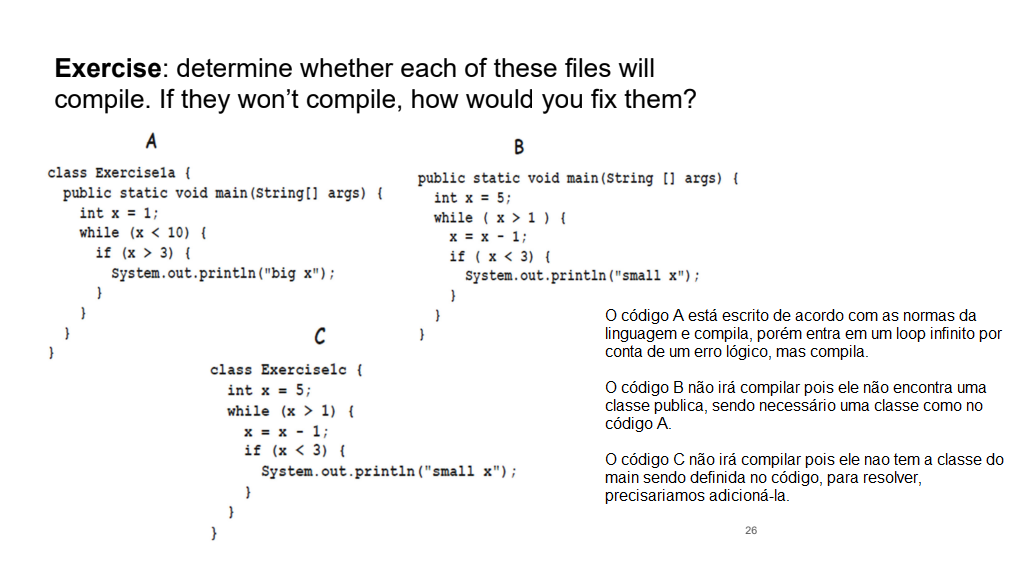 Exercise: determine whether each of these files will
compile. If they won’t compile, how would you fix them?
A
class Exercise1a {
public static void main(String[] args) {
int x = 1;
while (x < 10) {
if (x > 3) {
System.out.println("big x");
}
}
}
}
B
public static void main(String [] args) {
int x = 5;
while ( x > 1 ) {
x = x - 1;
if ( x < 3) {
System.out.println("small x");
}
}
}
C
class Exercise1c {
int x = 5;
while (x > 1) {
x = x - 1;
if (x < 3) {
System.out.println("small x");
}
}
}
O código A está escrito de acordo com as normas da
linguagem e compila, porém entra em um loop infinito por
conta de um erro lógico, mas compila.
O código B não irá compilar pois ele não encontra uma
classe publica, sendo necessário uma classe como no
código A.
O código C não irá compilar pois ele nao tem a classe do
main sendo definida no código, para resolver,
precisariamos adicioná-la.
26